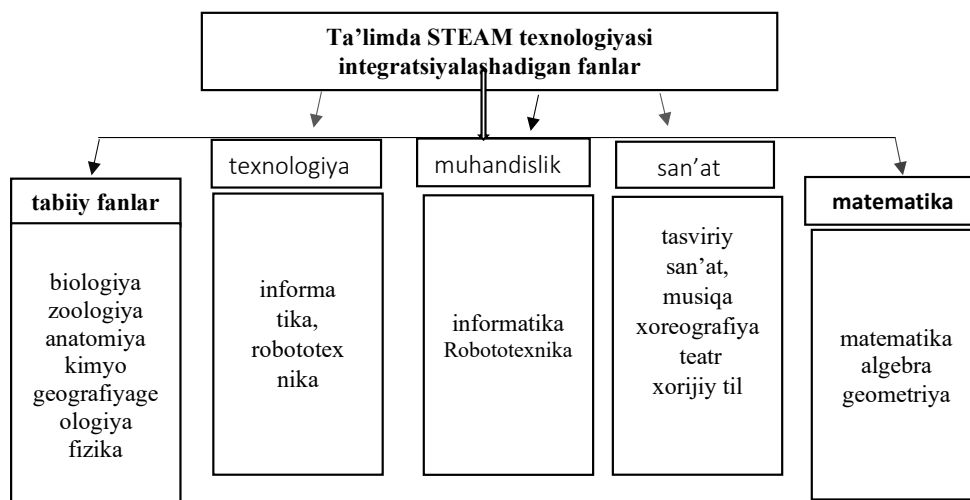 Ta’limda STEAM texnologiyasi
integratsiyalashadigan fanlar
tabiiy fanlar
biologiya
zoologiya
anatomiya
kimyo
geografiyage
ologiya
fizika
texnologiya
informa
tika,
robototex
nika
muhandislik
informatika
Robototexnika
san’at
tasviriy
san’at,
musiqa
xoreografiya
teatr
xorijiy til
matematika
matematika
algebra
geometriya